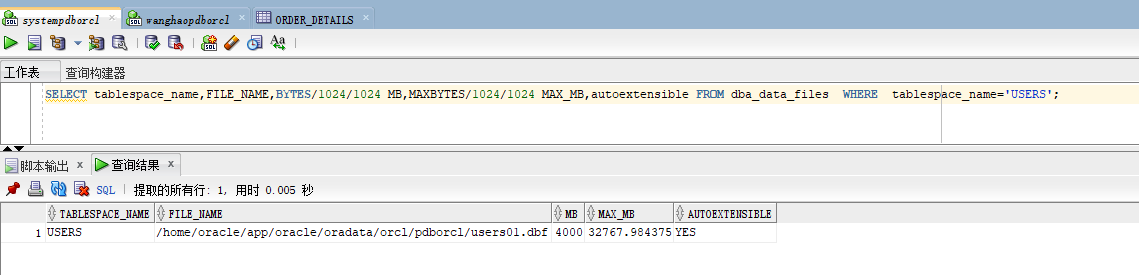 systempdborcl wanghaopdborcl ORDER_DETAILS
工作表 查询构建器
SELECT tablespace_name,FILE_NAME,BYTES/1024/1024 MB,MAXBYTES/1024/1024 MAX_MB,autoextensible FROM dba_data_files  WHERE  tablespace_name='USERS';
脚本输出 查询结果
SQL 提取的所有行: 1, 用时 0.005 秒
TABLESPACE_NAME FILE_NAME MB MAX_MB AUTOEXTENSIBLE
1 USERS /home/oracle/app/oracle/oradata/orcl/pdborcl/users01.dbf 4000 32767.984375 YES